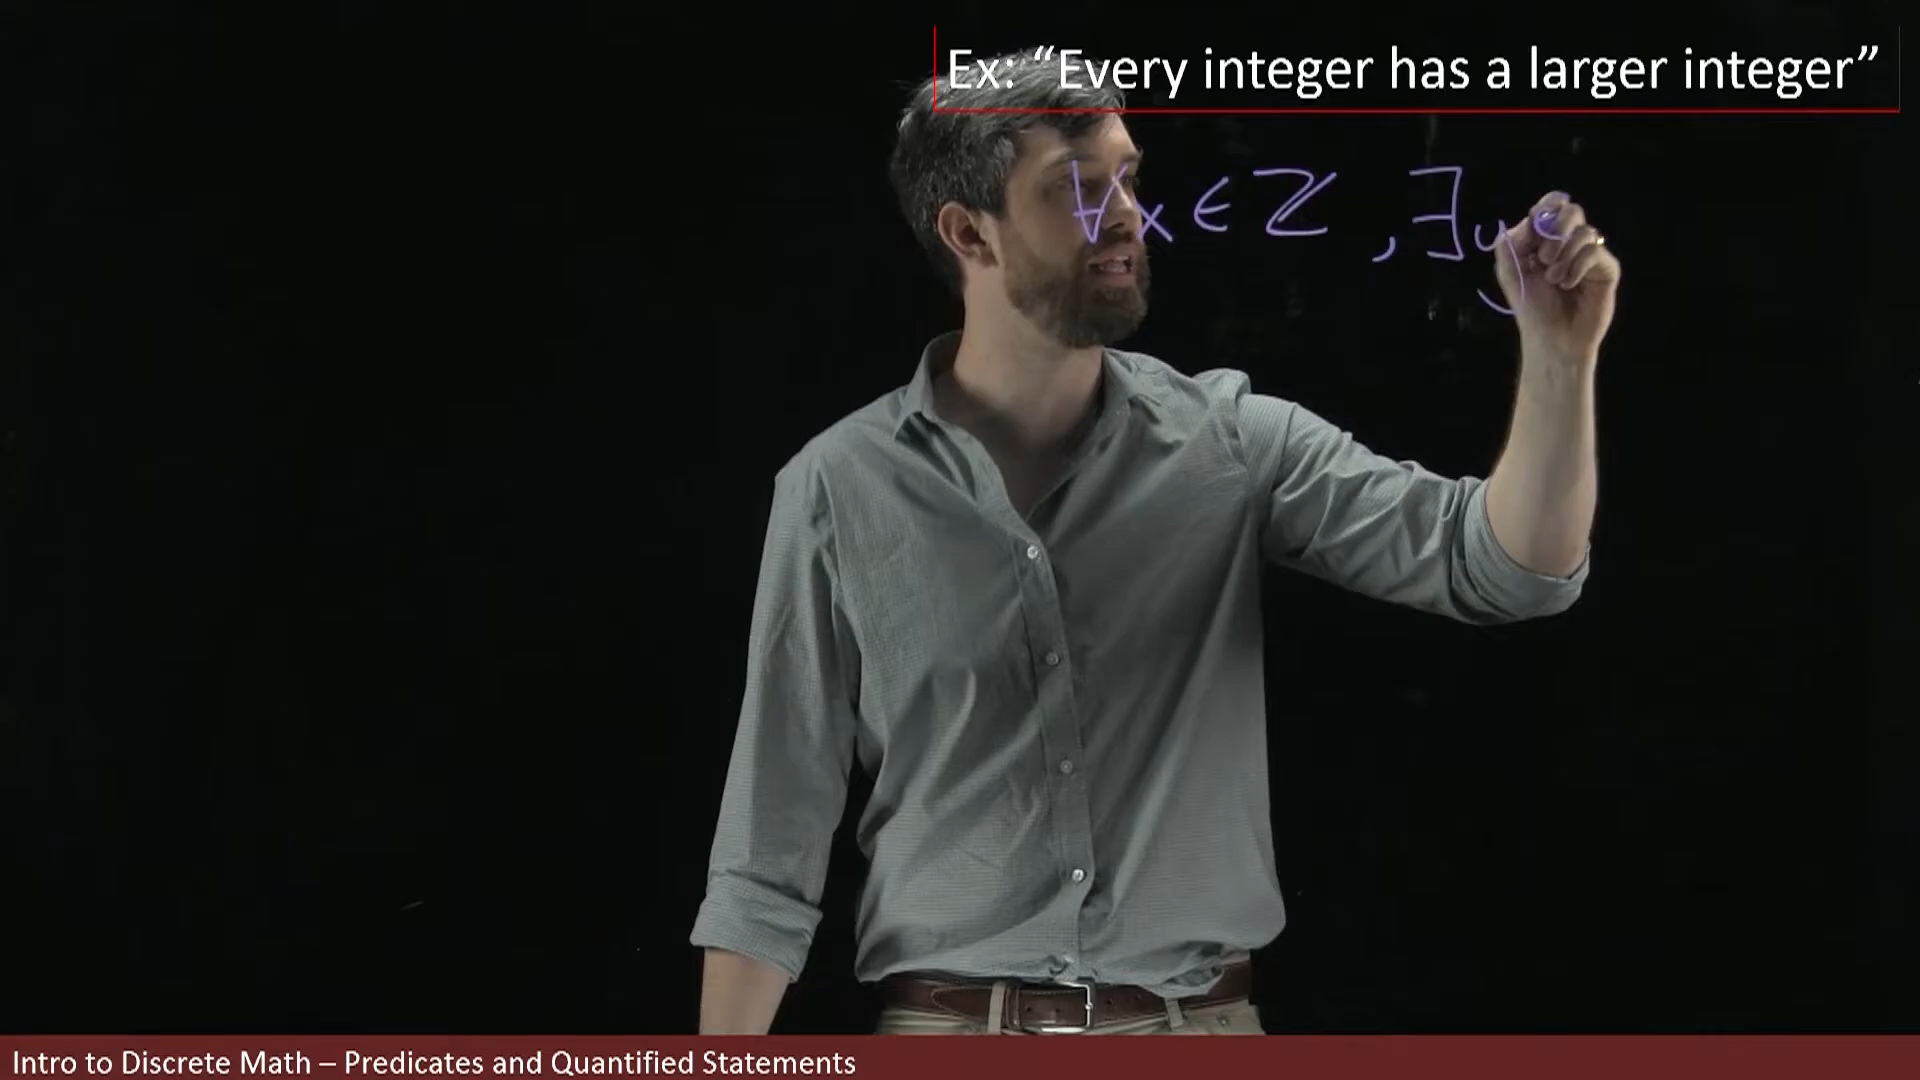 Ex: “Every integer has a larger integer”
∀x∈ℤ ,∃y∈
Intro to Discrete Math – Predicates and Quantified Statements